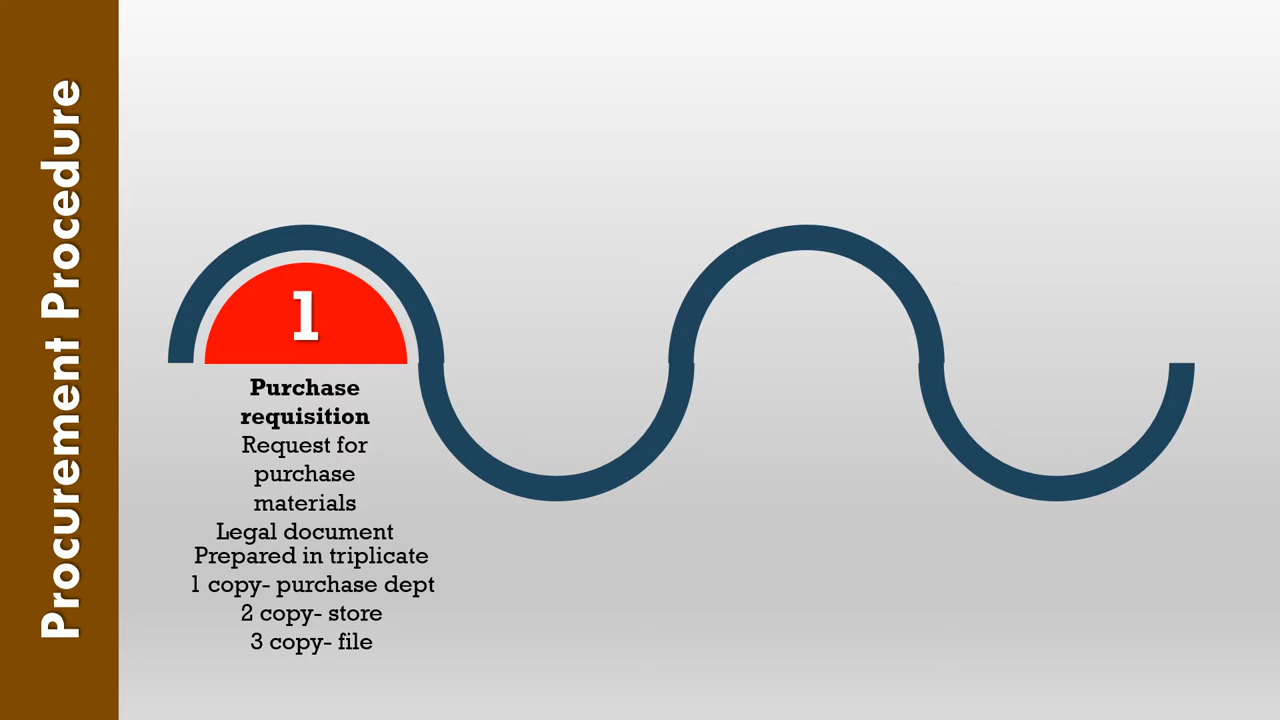 Procurement Procedure
1
Purchase
requisition
Request for
purchase
materials
Legal document
Prepared in triplicate
1 copy- purchase dept
2 copy- store
3 copy- file